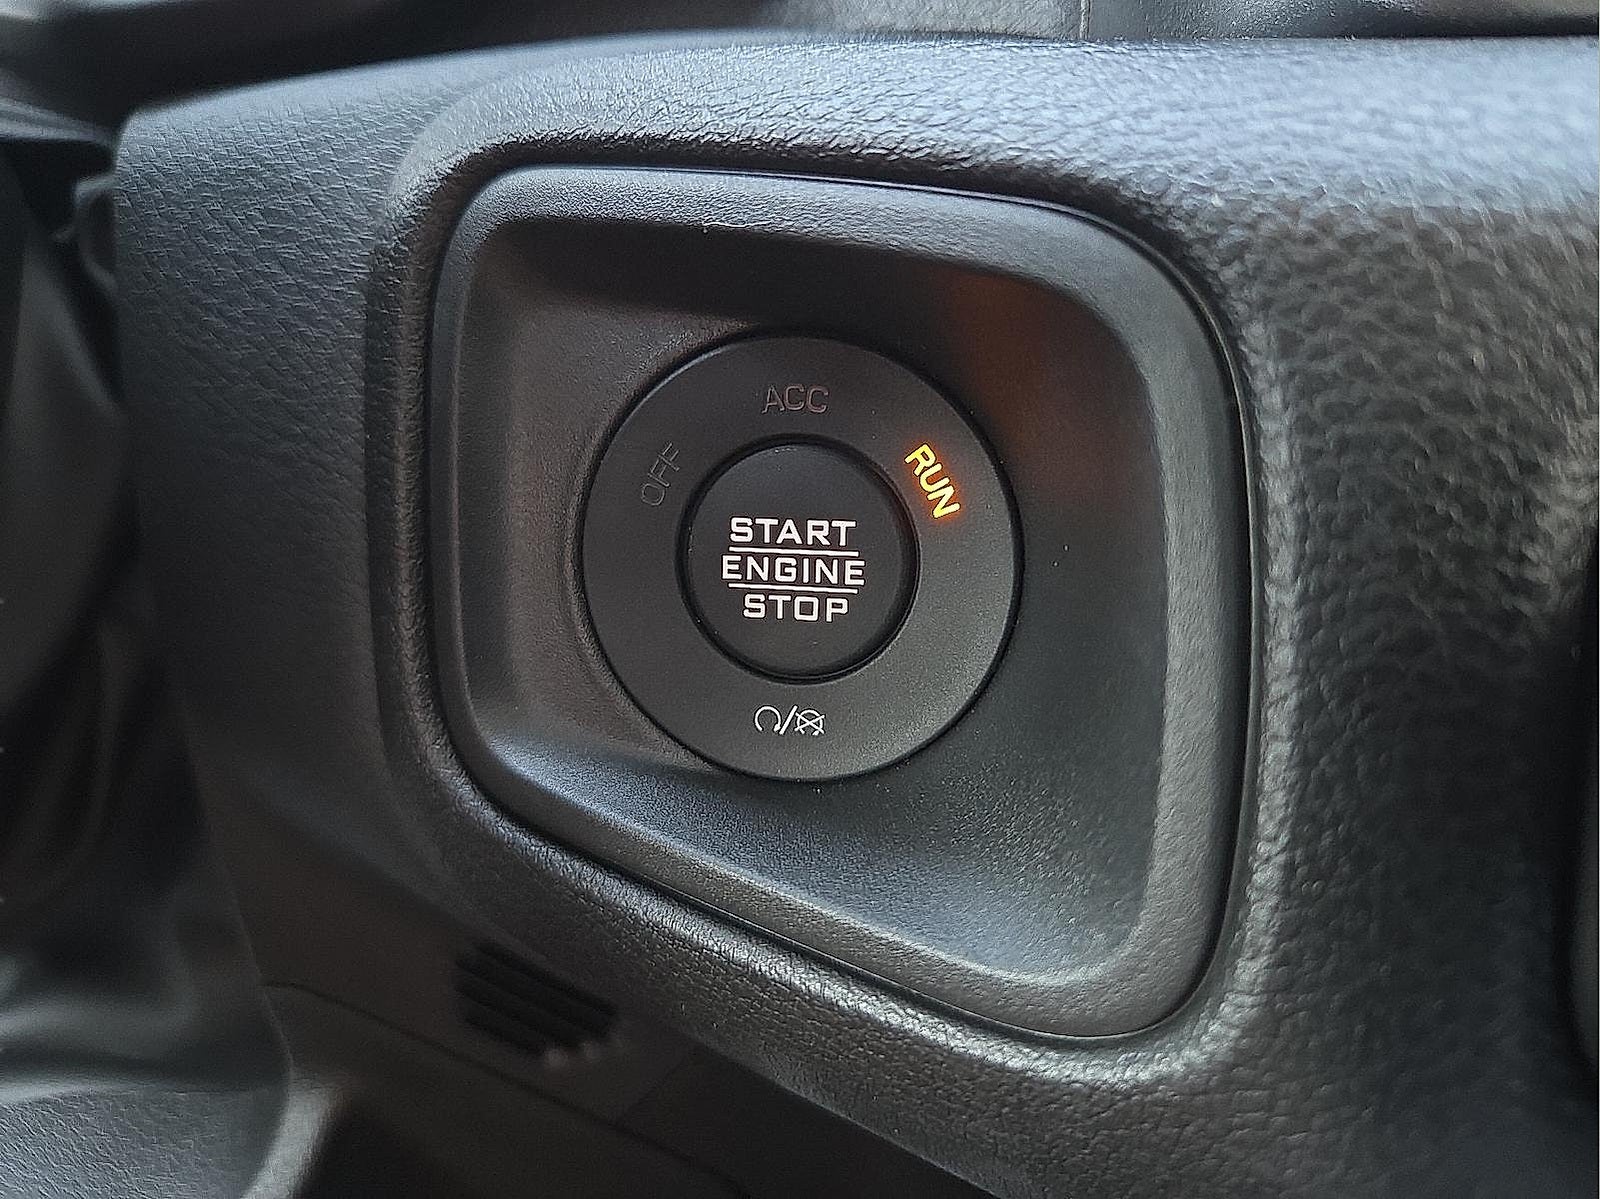 ACC
OFF
RUN
START
ENGINE
STOP